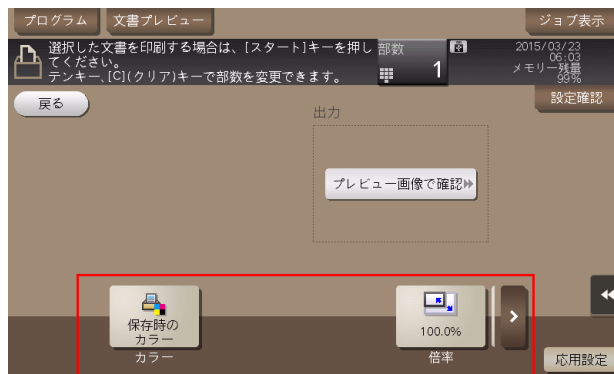 プログラム 文書プレビュー ジョブ表示
選択した文書を印刷する場合は、[スタート]キーを押し
てください。
テンキー、[C](クリア)キーで部数を変更できます。
部数
1
2015/03/23
06:03
メモリー残量
99%
戻る
設定確認
出力
プレビュー画像で確認
保存時の
カラー
カラー
100.0%
倍率
応用設定